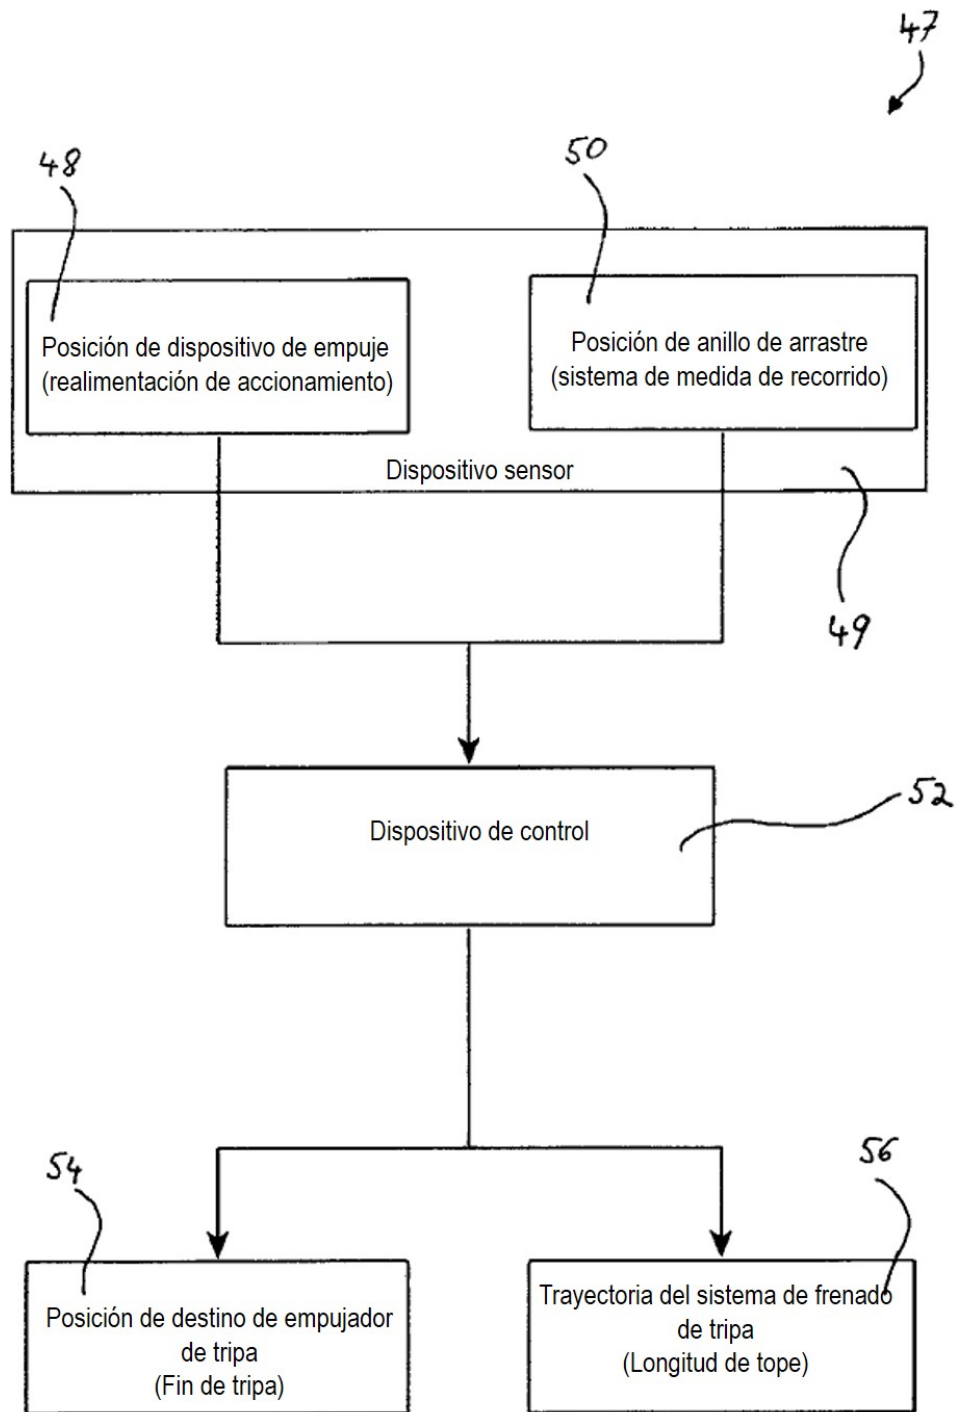 47
48
50
Posición de dispositivo de empuje
(realimentación de accionamiento)
Posición de anillo de arrastre
(sistema de medida de recorrido)
Dispositivo sensor
49
Dispositivo de control
52
54
56
Posición de destino de empujador
de tripa
(Fin de tripa)
Trayectoria del sistema de frenado
de tripa
(Longitud de tope)